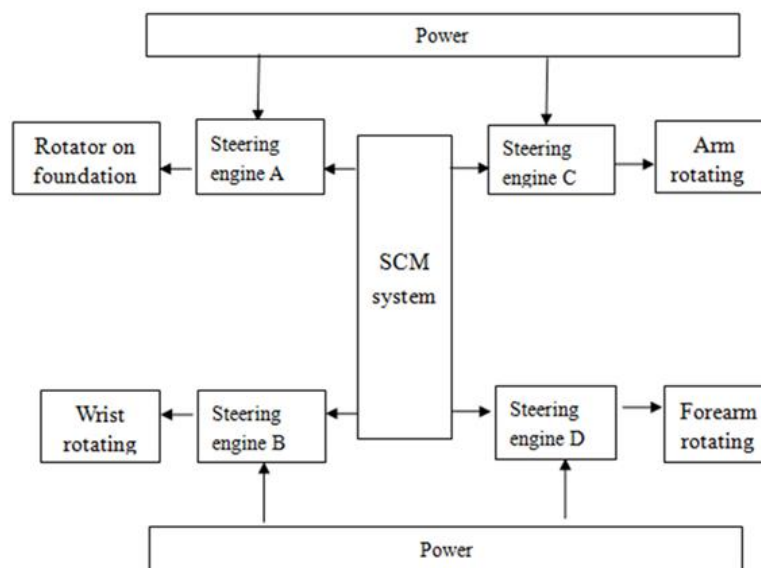 Power
Rotator on
foundation
Steering
engine A
Steering
engine C
Arm
rotating
SCM
system
Wrist
rotating
Steering
engine B
Steering
engine D
Forearm
rotating
Power